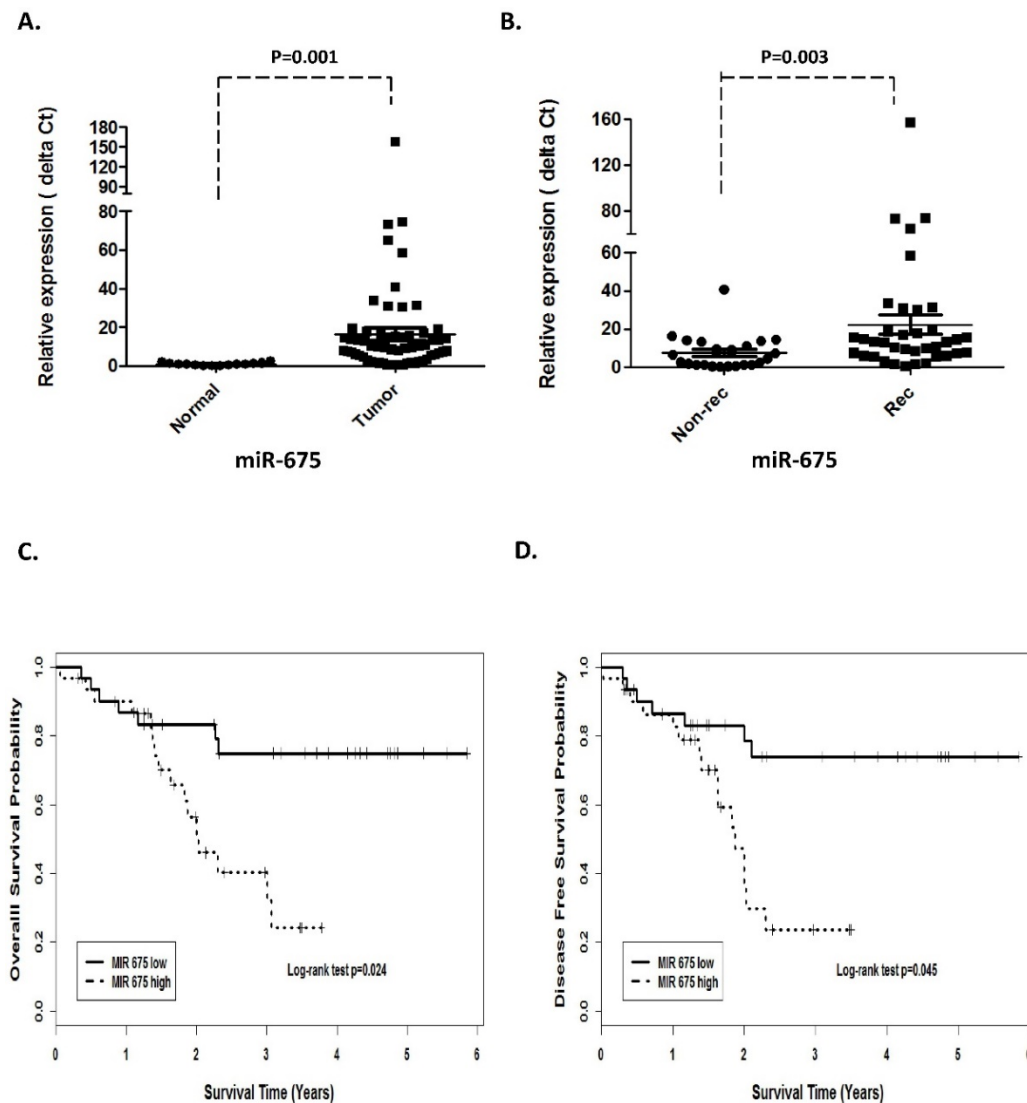 A.
P=0.001
Relative expression ( delta Ct)
180
150
120
90
80
60
40
20
0
Normal
Tumor
miR-675
B.
P=0.003
Relative expression ( delta Ct)
160
120
80
60
40
20
0
Non-rec
Rec
miR-675
C.
Overall Survival Probability
1.0
0.8
0.6
0.4
0.2
0.0
MIR 675 low
MIR 675 high
Log-rank test p=0.024
0 1 2 3 4 5 6
Survival Time (Years)
D.
Disease Free Survival Probability
1.0
0.8
0.6
0.4
0.2
0.0
MIR 675 low
MIR 675 high
Log-rank test p=0.045
0 1 2 3 4 5 6
Survival Time (Years)